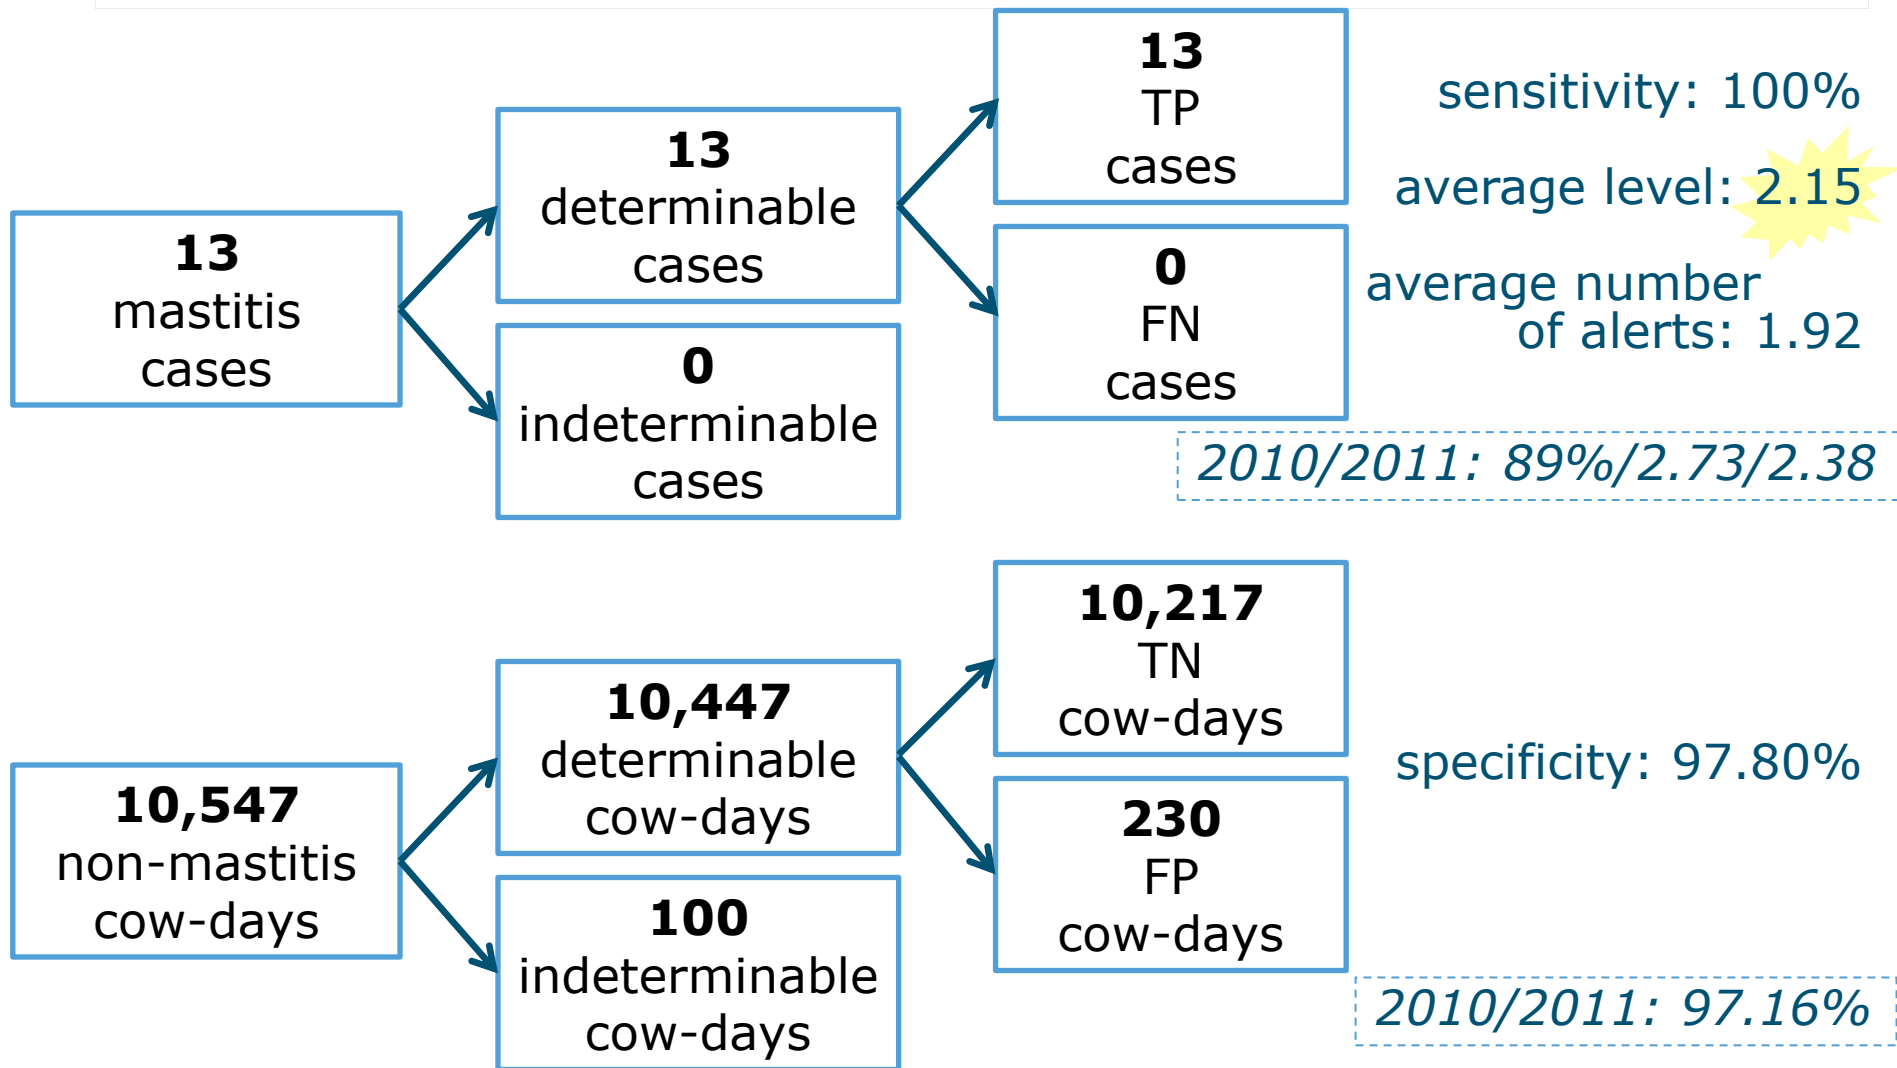 13
mastitis
cases
13
determinable
cases
0
indeterminable
cases
13
TP
cases
0
FN
cases
sensitivity: 100%
average level: 2.15
average number
of alerts: 1.92
2010/2011: 89%/2.73/2.38
10,547
non-mastitis
cow-days
10,447
determinable
cow-days
100
indeterminable
cow-days
10,217
TN
cow-days
230
FP
cow-days
specificity: 97.80%
2010/2011: 97.16%